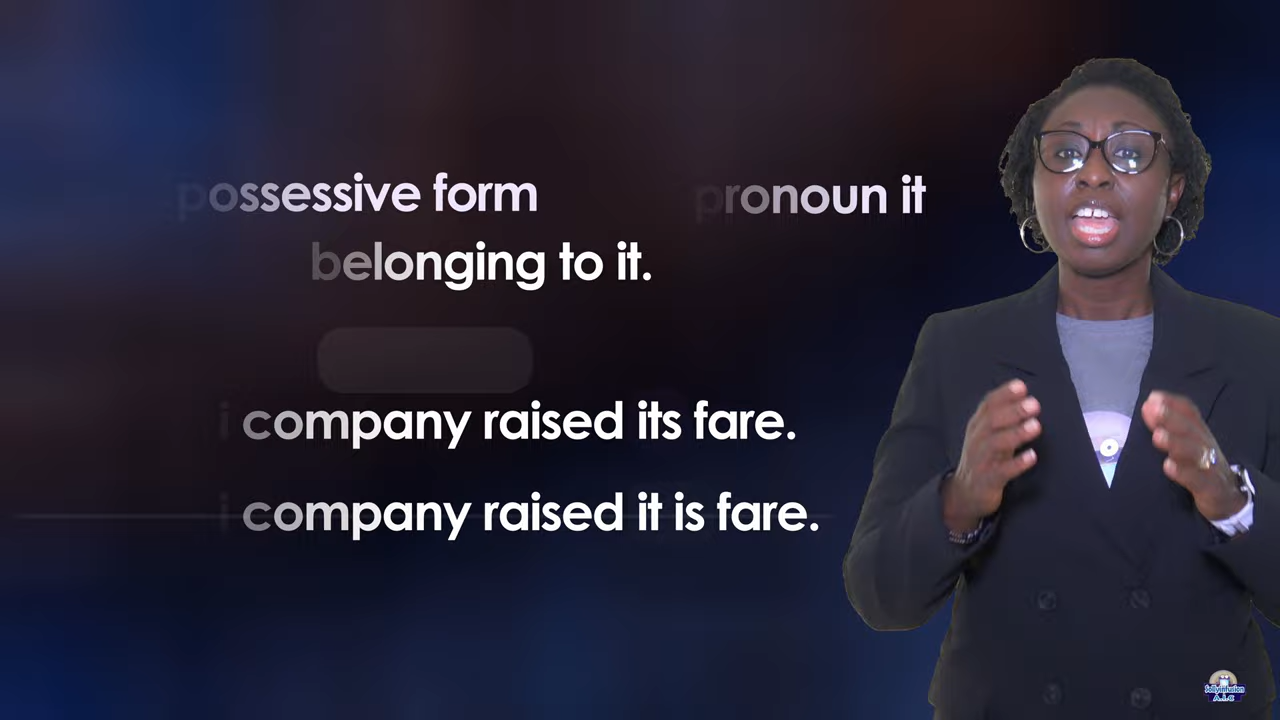 possessive form pronoun it
belonging to it.
i company raised its fare.
i company raised it is fare.
A.I.C